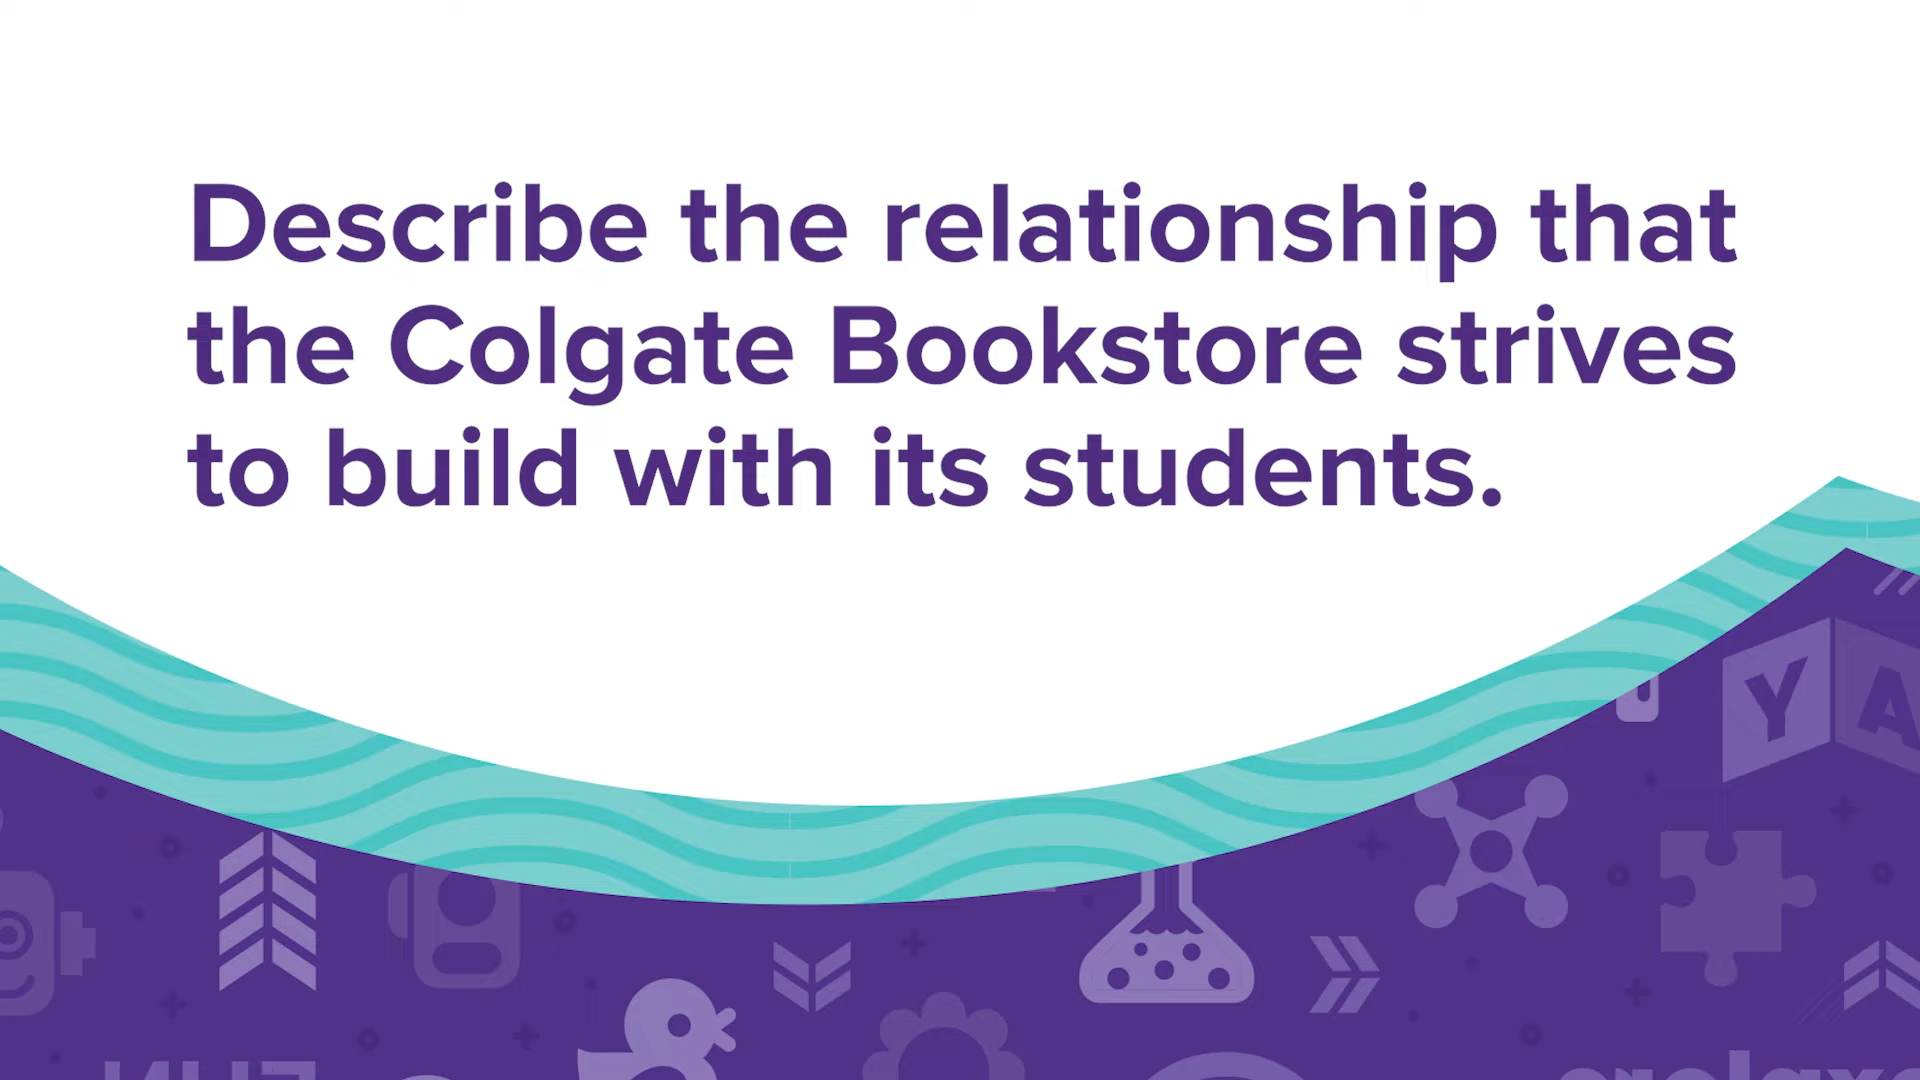 Describe the relationship that
the Colgate Bookstore strives
to build with its students.
Y A